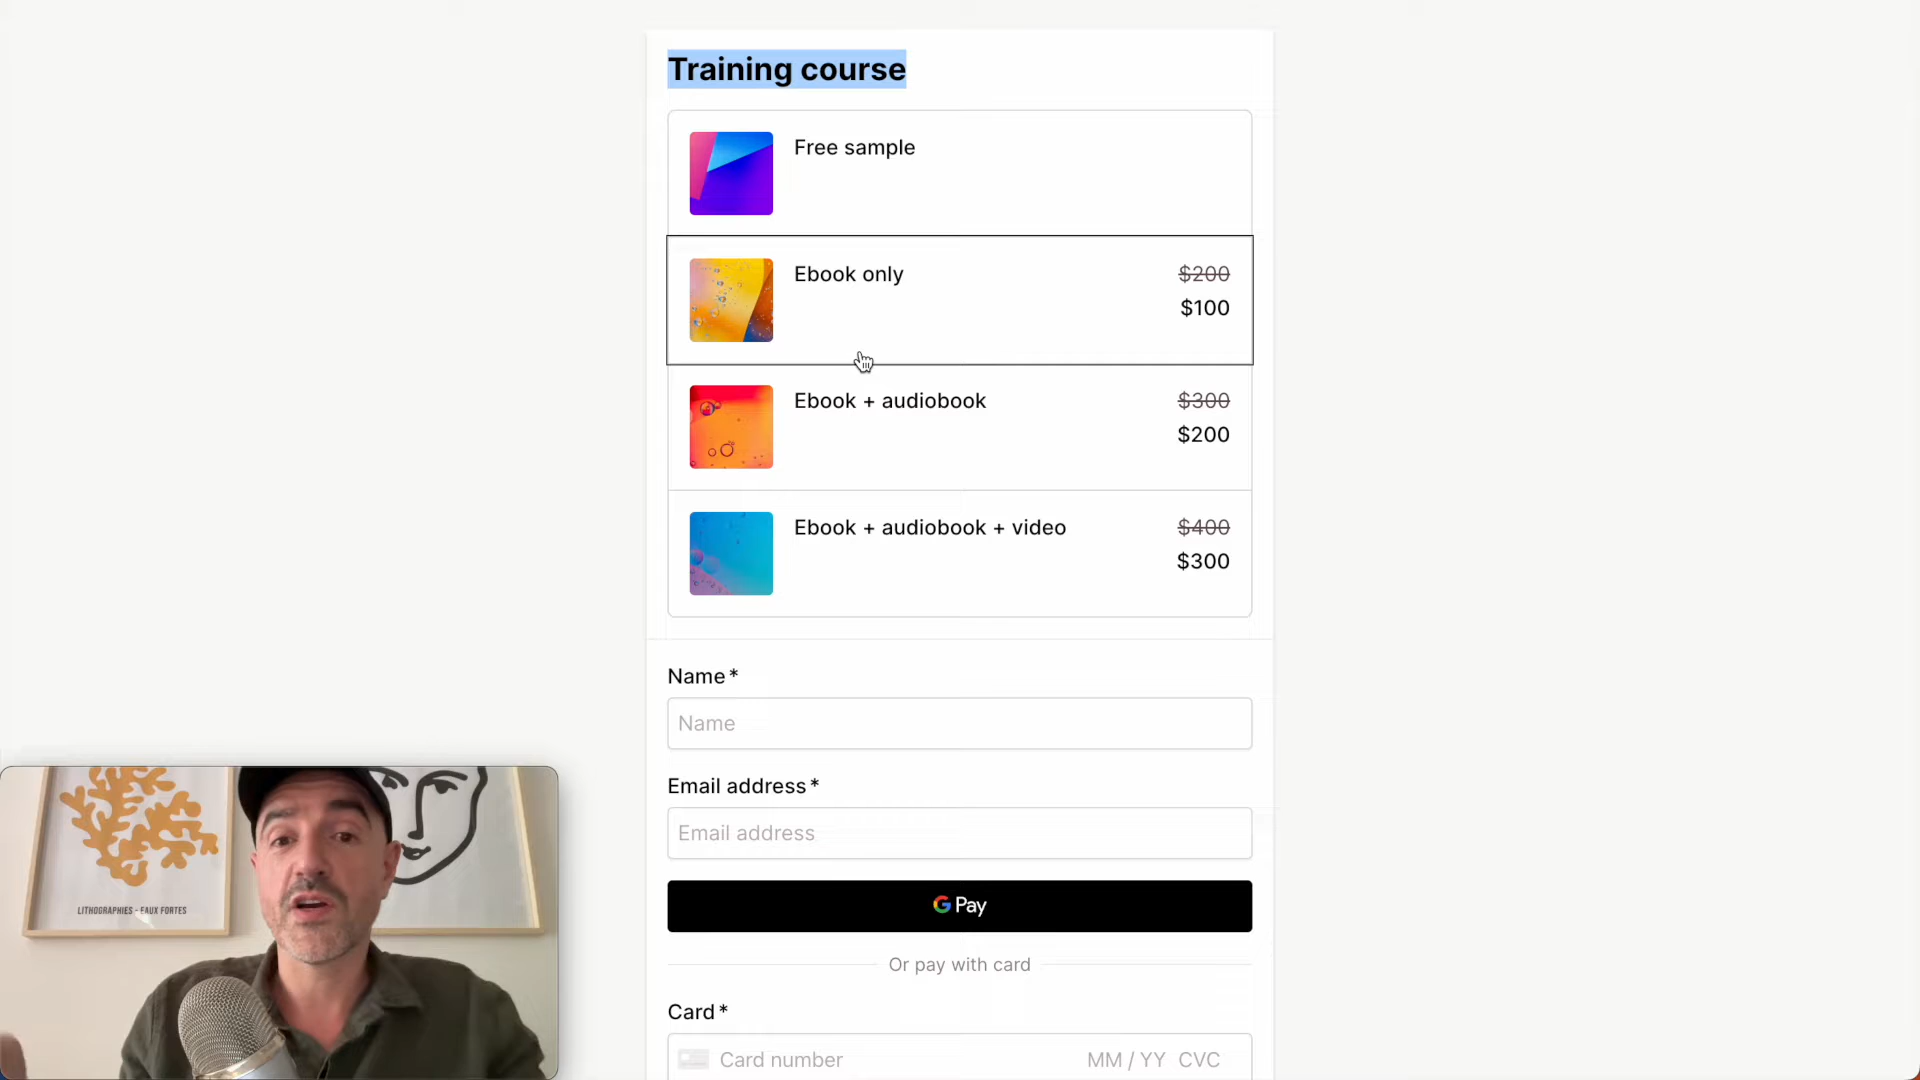 Training course
Free sample
Ebook only
$200
$100
Ebook + audiobook
$300
$200
Ebook + audiobook + video
$400
$300
Name*
Name
Email address*
Email address
G Pay
Or pay with card
Card*
Card number MM / YY CVC
LITHOGRAPHIES - EAUX FORTES